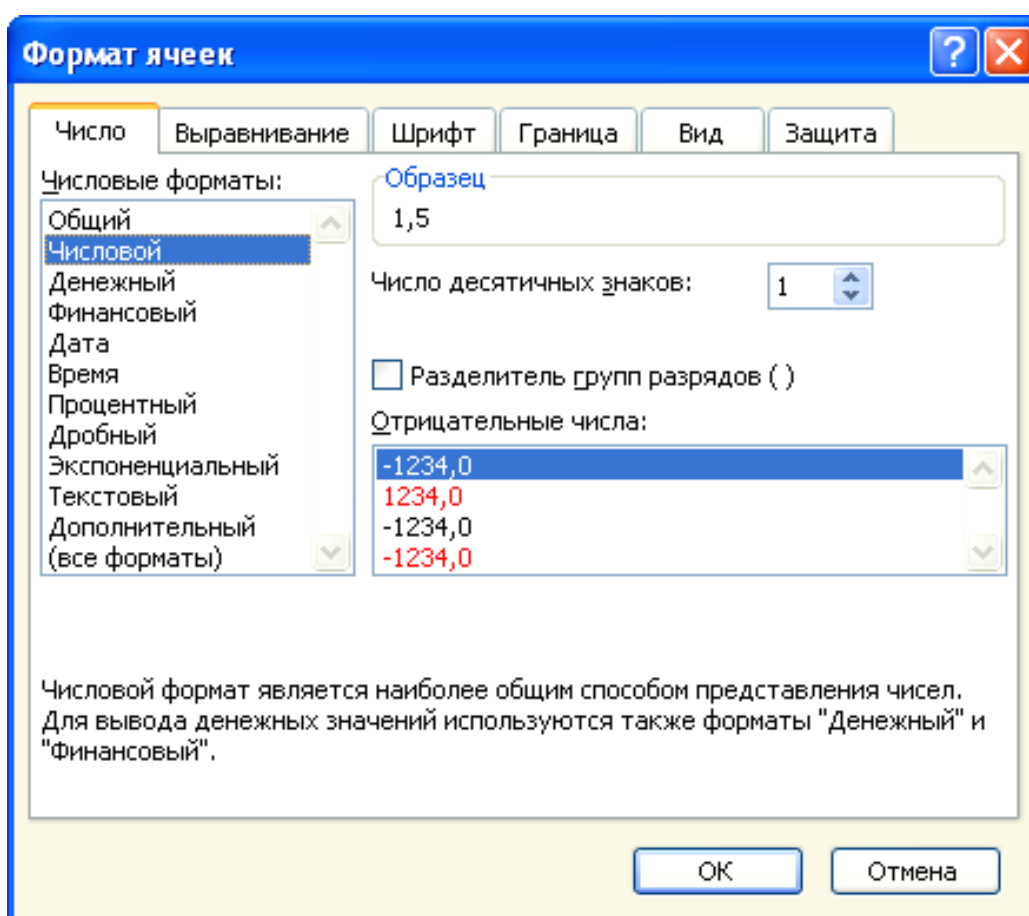 Формат ячеек
Число
Выравнивание
Шрифт
Граница
Вид
Защита
Числовые форматы:
Общий
Числовой
Денежный
Финансовый
Дата
Время
Процентный
Дробный
Экспоненциальный
Текстовый
Дополнительный
(все форматы)
Образец
1,5
Число десятичных знаков:
1
Разделитель групп разрядов ( )
Отрицательные числа:
-1234,0
1234,0
-1234,0
-1234,0
Числовой формат является наиболее общим способом представления чисел.
Для вывода денежных значений используются также форматы "Денежный" и
"Финансовый".
ОК
Отмена